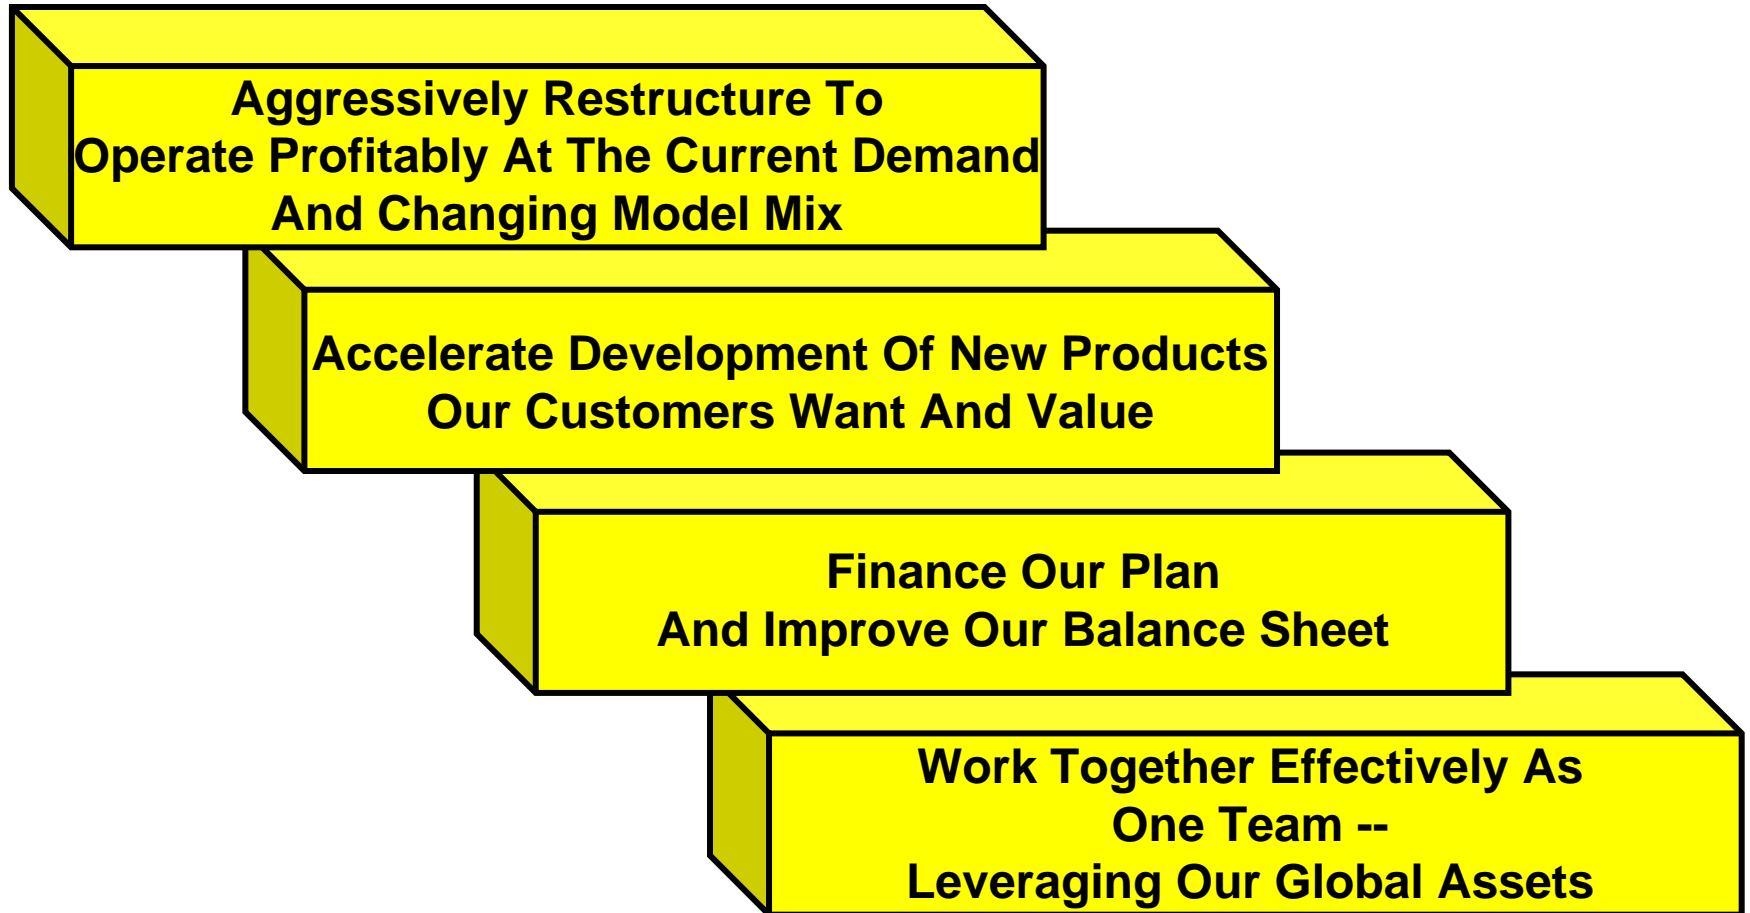 Aggressively Restructure To
Operate Profitably At The Current Demand
And Changing Model Mix
Accelerate Development Of New Products
Our Customers Want And Value
Finance Our Plan
And Improve Our Balance Sheet
Work Together Effectively As
One Team --
Leveraging Our Global Assets